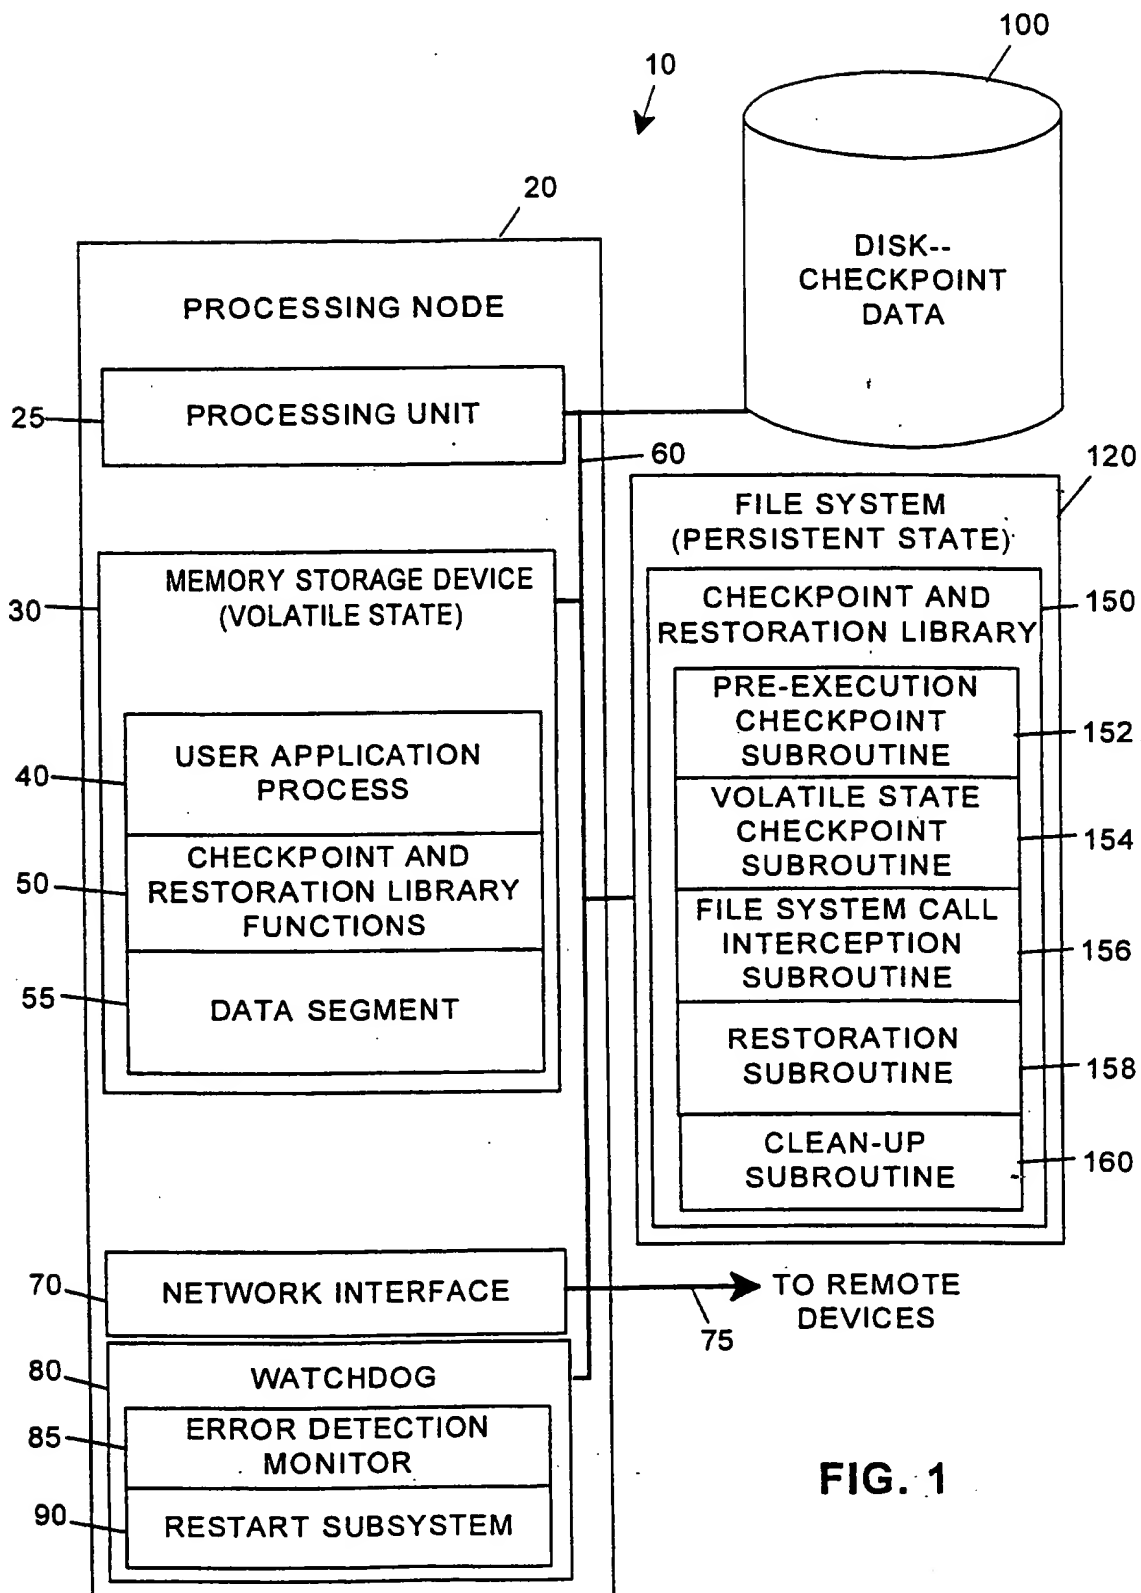 100
10
20
DISK--
CHECKPOINT
DATA
PROCESSING NODE
25
PROCESSING UNIT
60
120
FILE SYSTEM
(PERSISTENT STATE)
30
MEMORY STORAGE DEVICE
(VOLATILE STATE)
CHECKPOINT AND
RESTORATION LIBRARY
150
PRE-EXECUTION
CHECKPOINT
SUBROUTINE
152
40
USER APPLICATION
PROCESS
VOLATILE STATE
CHECKPOINT
SUBROUTINE
154
50
CHECKPOINT AND
RESTORATION LIBRARY
FUNCTIONS
FILE SYSTEM CALL
INTERCEPTION
SUBROUTINE
156
55
DATA SEGMENT
RESTORATION
SUBROUTINE
158
CLEAN-UP
SUBROUTINE
160
70
NETWORK INTERFACE
75
TO REMOTE
DEVICES
80
WATCHDOG
85
ERROR DETECTION
MONITOR
90
RESTART SUBSYSTEM
FIG. 1